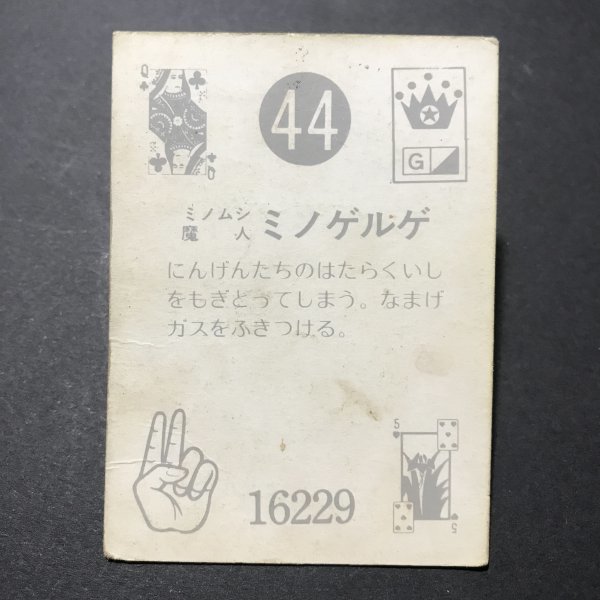 Q
Q
44
G
ミノムシ
魔人 ミノゲルゲ
にんげんたちのはたらくいし
をもぎとってしまう。なまげ
ガスをふきつける。
5
5
16229